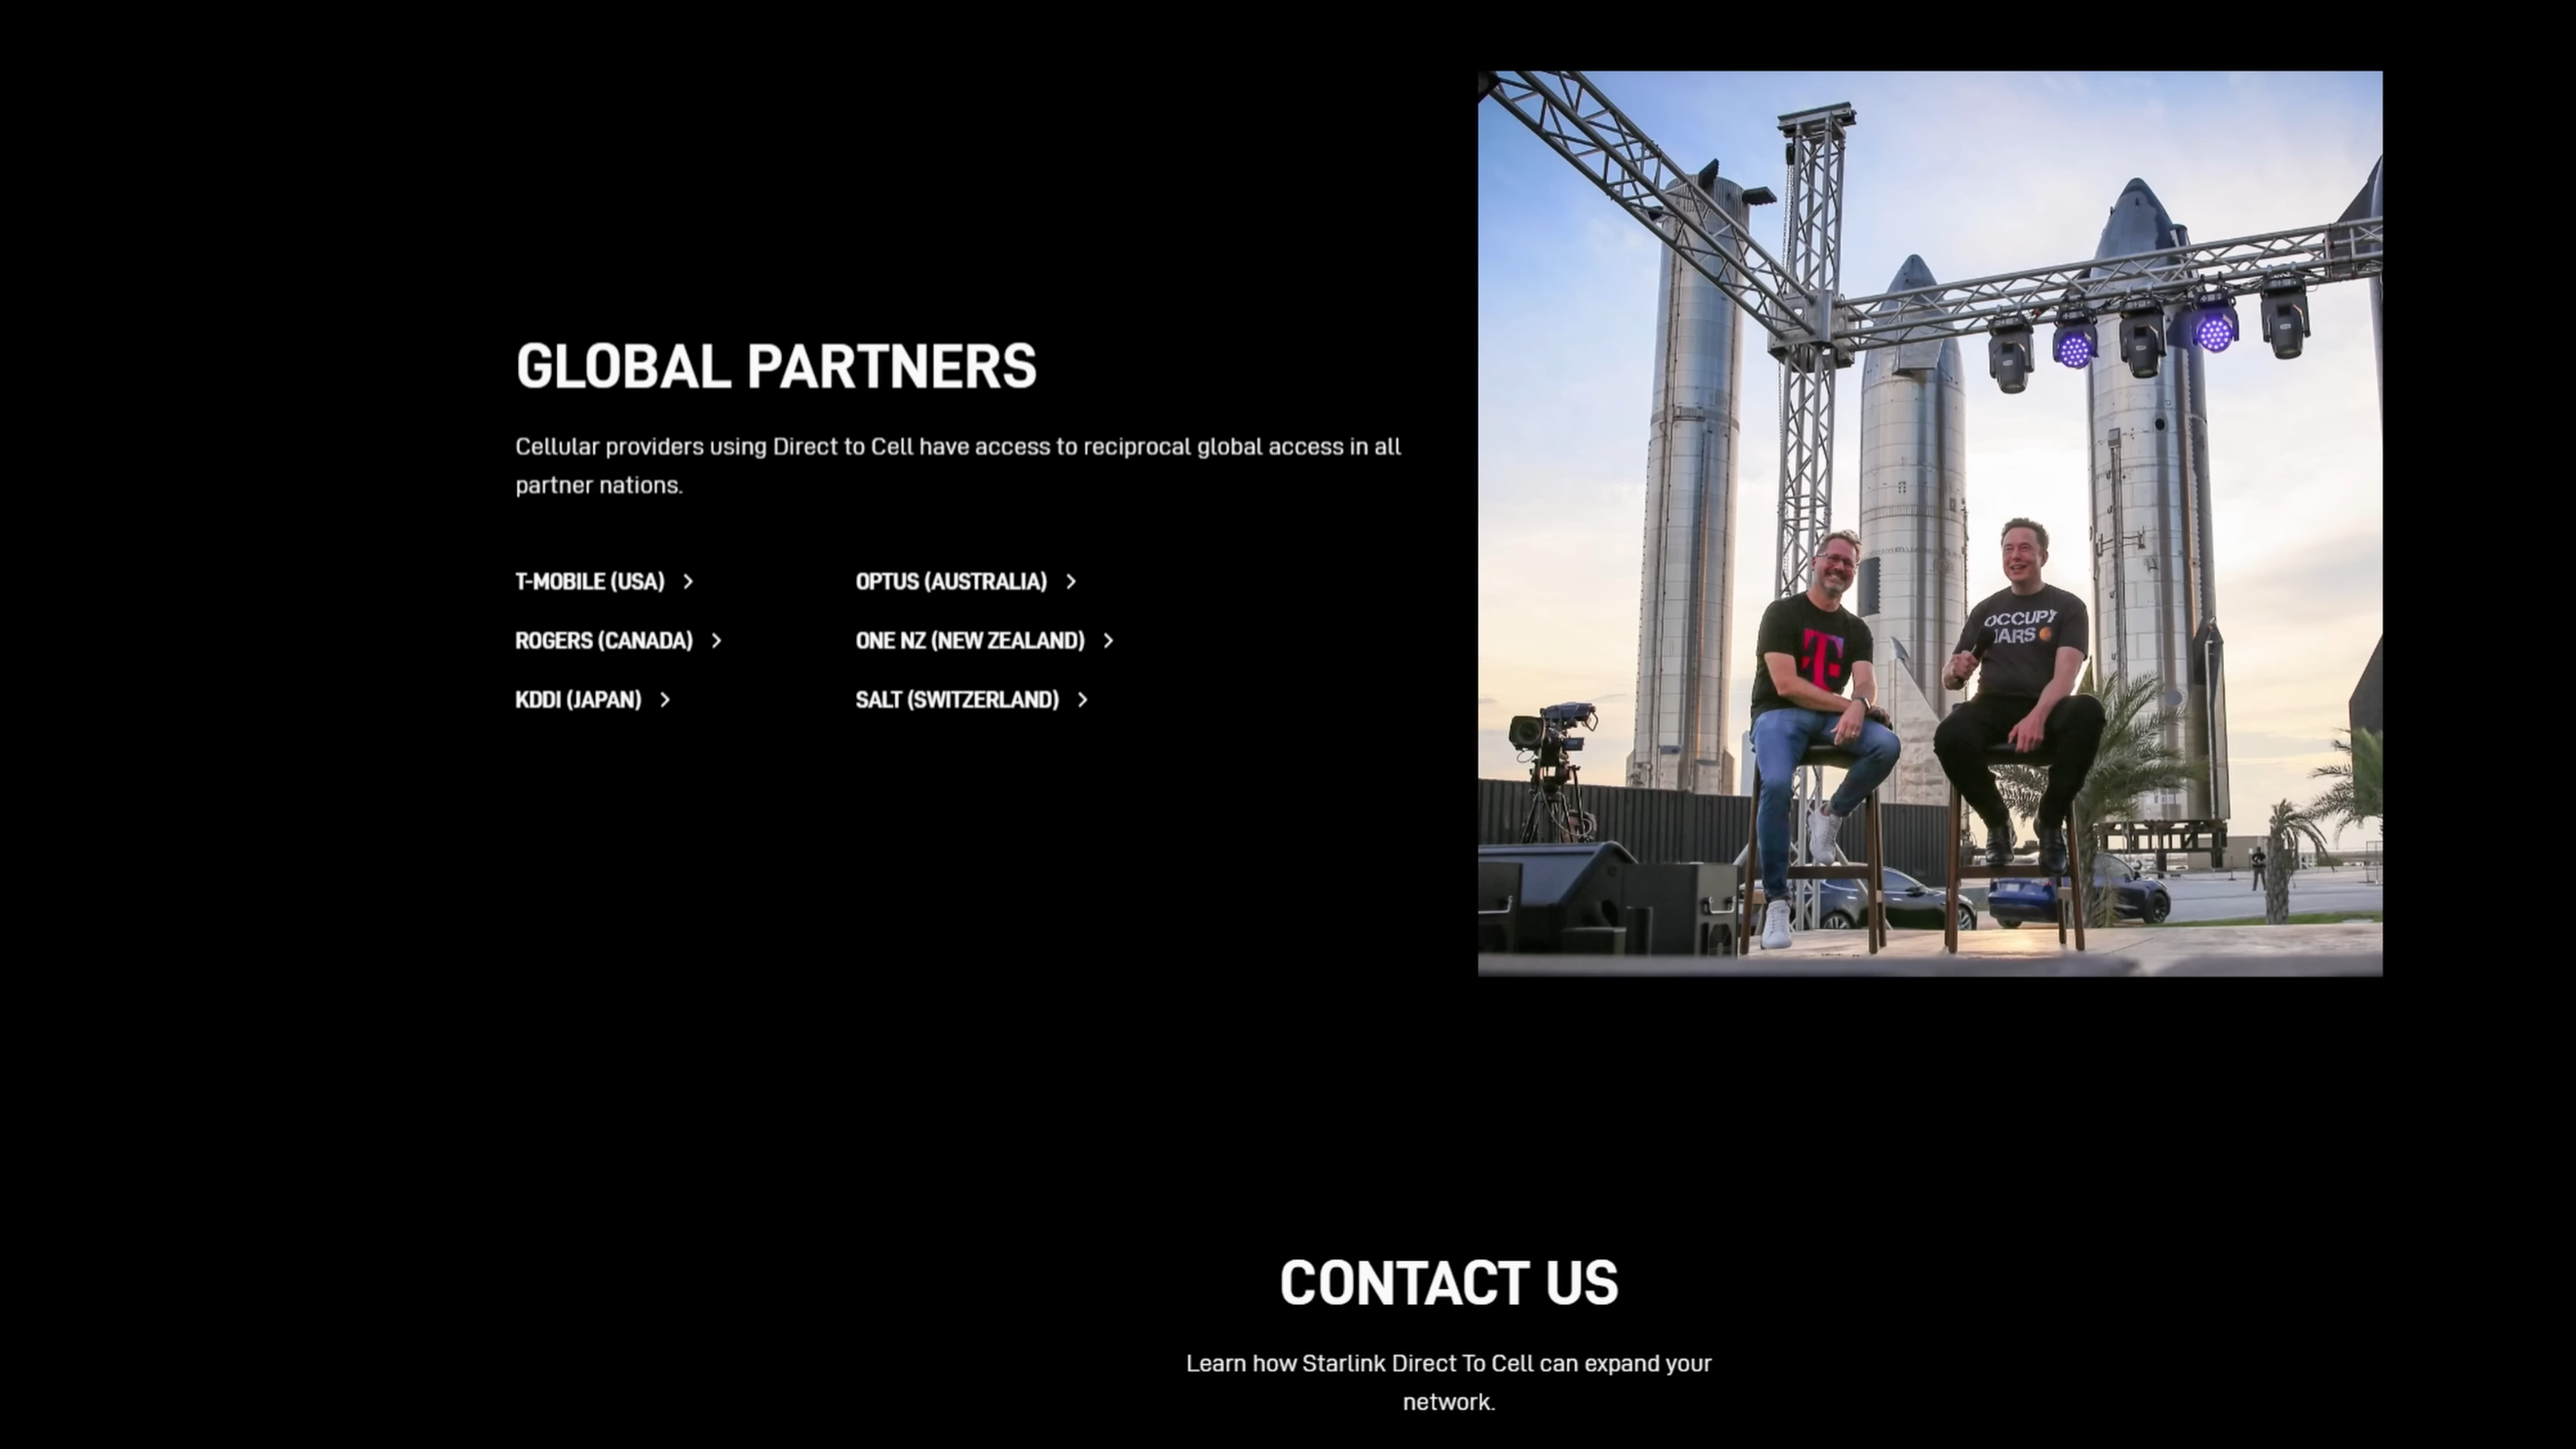 GLOBAL PARTNERS
Cellular providers using Direct to Cell have access to reciprocal global access in all
partner nations.
T-MOBILE (USA)
OPTUS (AUSTRALIA)
ROGERS (CANADA)
ONE NZ (NEW ZEALAND)
KDDI (JAPAN)
SALT (SWITZERLAND)
T
OCCUPY
ARS
CONTACT US
Learn how Starlink Direct To Cell can expand your
network.